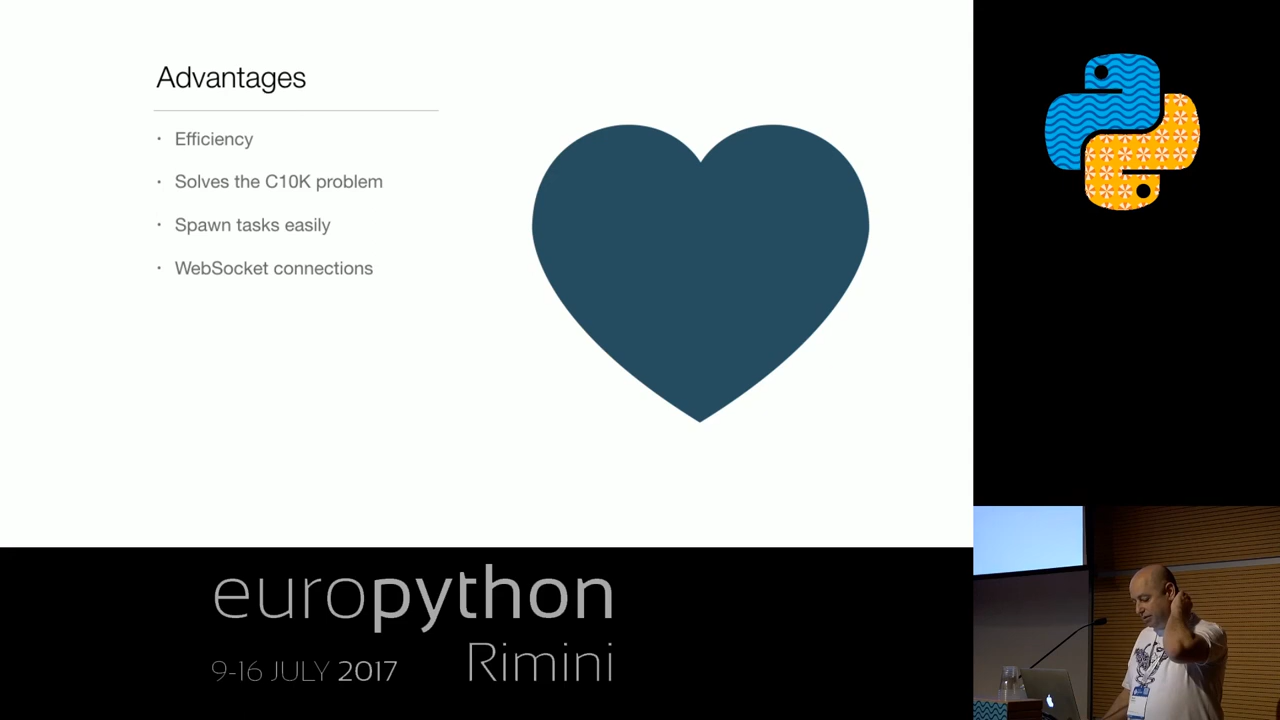 Advantages
· Efficiency
· Solves the C10K problem
· Spawn tasks easily
· WebSocket connections
europython
9-16 JULY 2017 Rimini